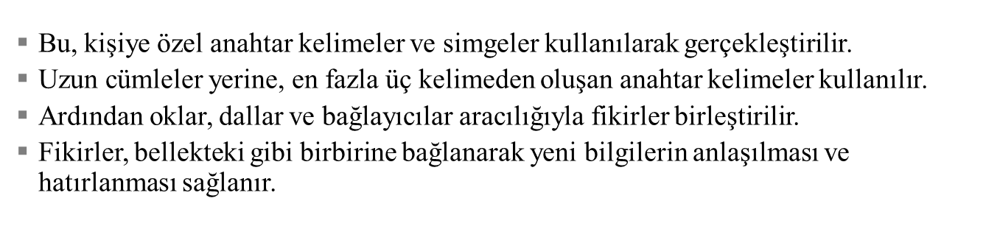 ▪ Bu, kişiye özel anahtar kelimeler ve simgeler kullanılarak gerçekleştirilir.
▪ Uzun cümleler yerine, en fazla üç kelimeden oluşan anahtar kelimeler kullanılır.
▪ Ardından oklar, dallar ve bağlayıcılar aracılığıyla fikirler birleştirilir.
▪ Fikirler, bellekteki gibi birbirine bağlanarak yeni bilgilerin anlaşılması ve
hatırlanması sağlanır.